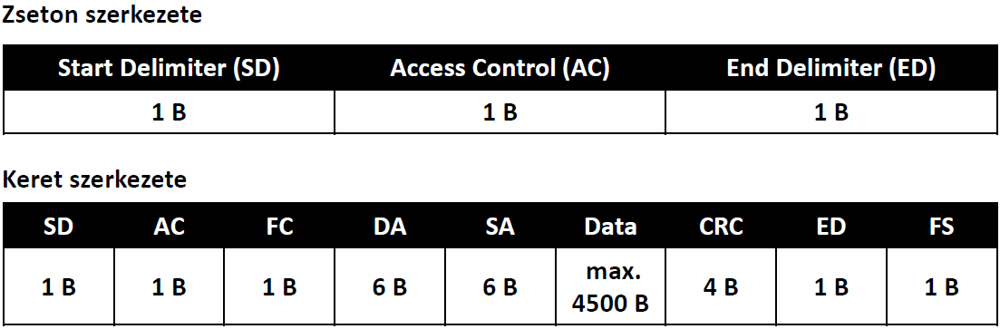 Zseton szerkezete
Start Delimiter (SD) Access Control (AC) End Delimiter (ED)
1 B 1 B 1 B
Keret szerkezete
SD AC FC DA SA Data CRC ED FS
1 B 1 B 1 B 6 B 6 B max. 4500 B 4 B 1 B 1 B